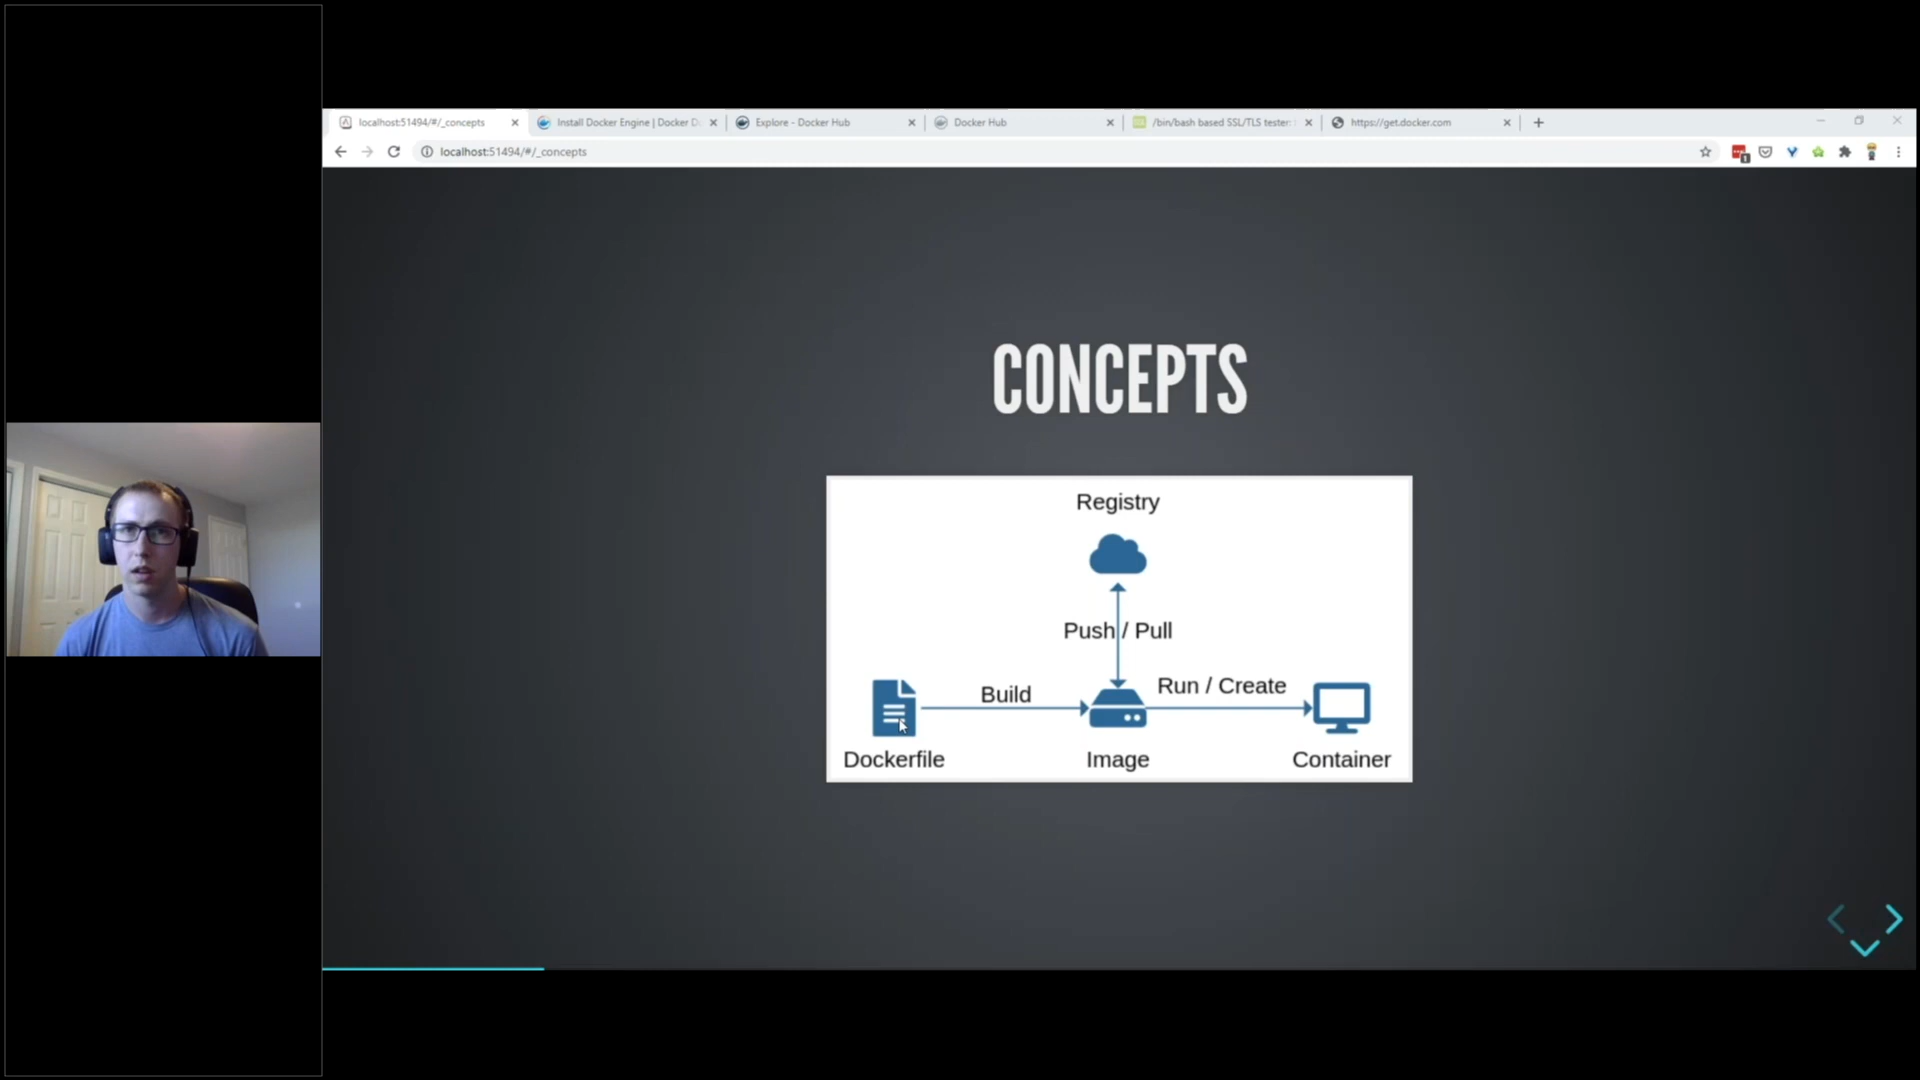 localhost:51494/#/_concepts
Install Docker Engine | Docker D
Explore - Docker Hub
Docker Hub
/bin/bash based SSL/TLS tester:
https://get.docker.com
localhost:51494/#/_concepts
1
CONCEPTS
Registry
Push / Pull
Build
Run / Create
Dockerfile
Image
Container